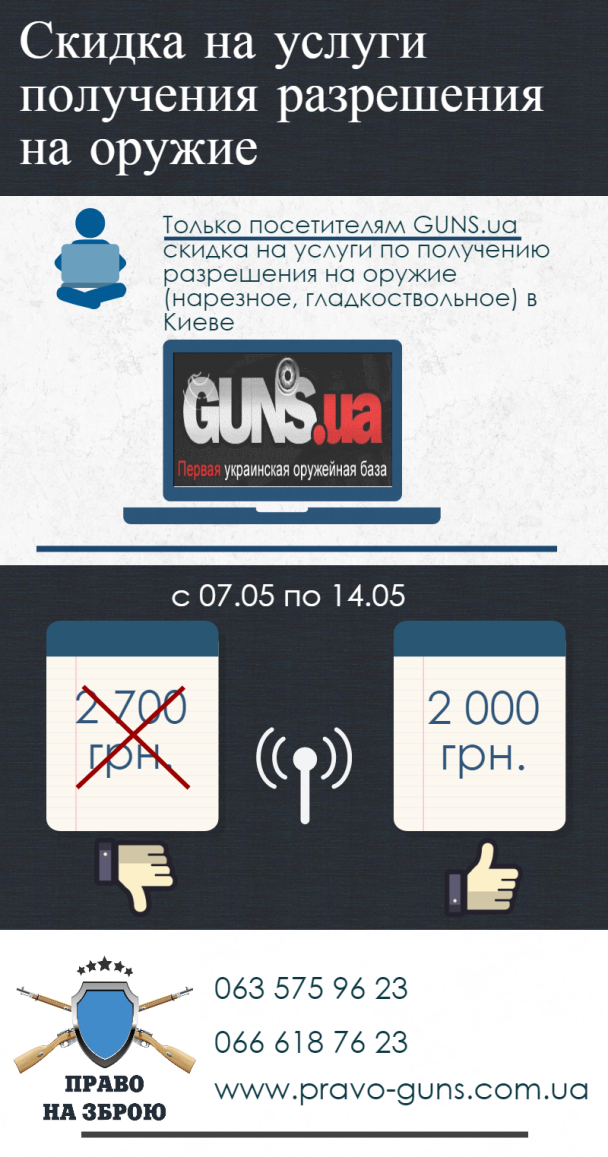 Скидка на услуги
получения разрешения
на оружие
Только посетителям GUNS.ua
скидка на услуги по получению
разрешения на оружие
(нарезное, гладкоствольное) в
Киеве
GUNS.ua
Первая украинская оружейная база
с 07.05 по 14.05
2 700
грн.
2 000
грн.
063 575 96 23
066 618 76 23
www.pravo-guns.com.ua
ПРАВО
НА ЗБРОЮ